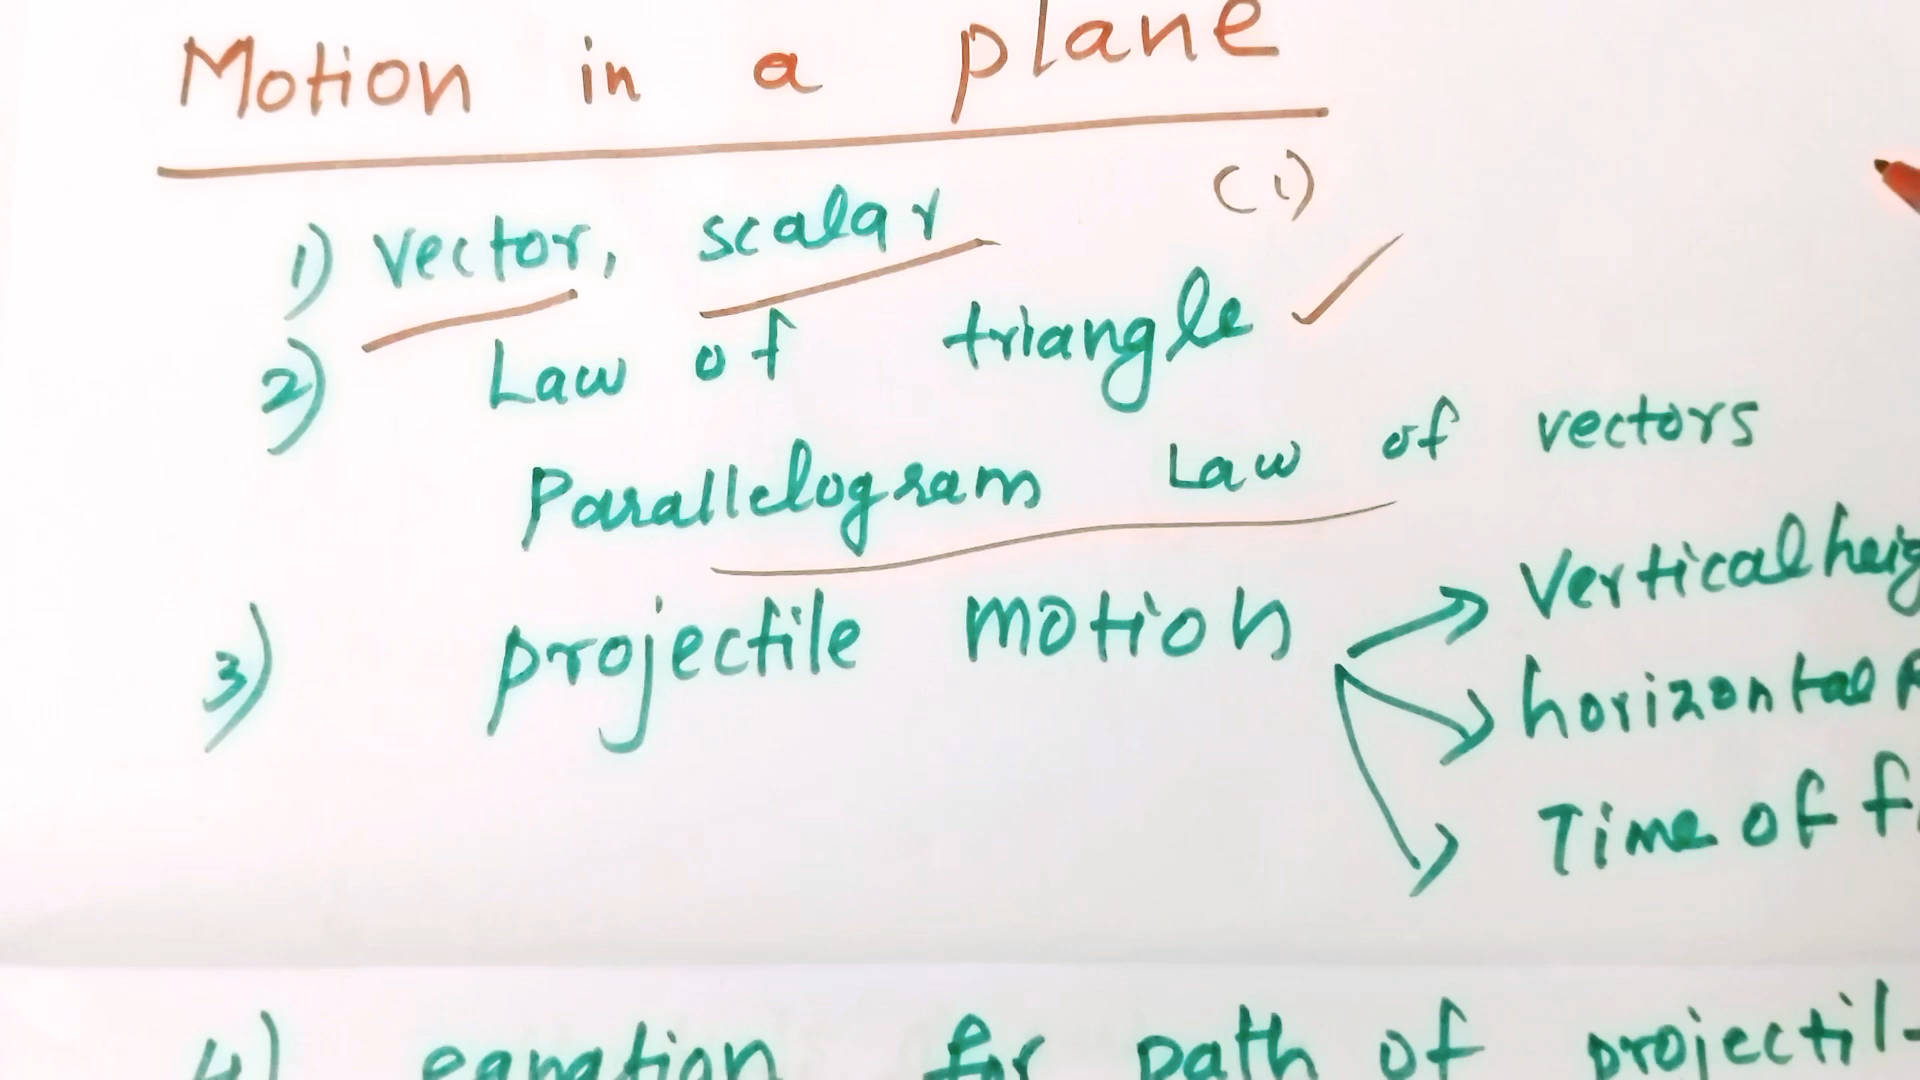 Motion in a plane
(1)
1) Vector, scalar
2) Law of triangle
Parallelogram Law of vectors
3) projectile motion
Vertical
horizontal
Time of
4) equation for path of